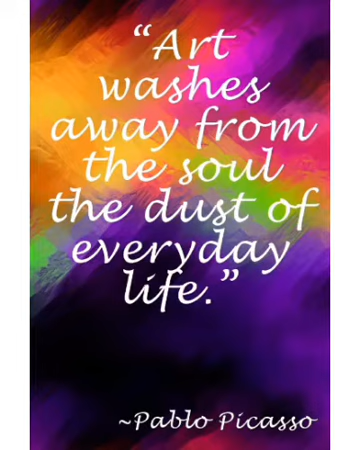 “Art
washes
away from
the soul
the dust of
everyday
life.”
~Pablo Picasso